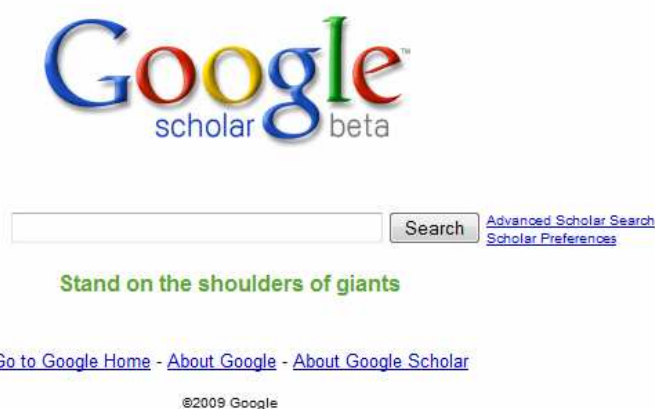 Google™
scholar beta
Search Advanced Scholar Search
Scholar Preferences
Stand on the shoulders of giants
Go to Google Home - About Google - About Google Scholar
©2009 Google